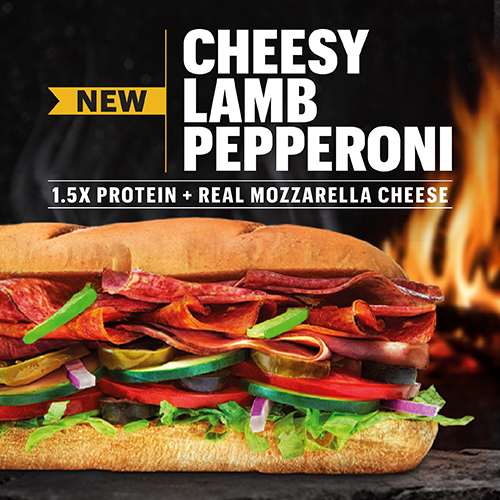 NEW
CHEESY
LAMB
PEPPERONI
1.5X PROTEIN + REAL MOZZARELLA CHEESE